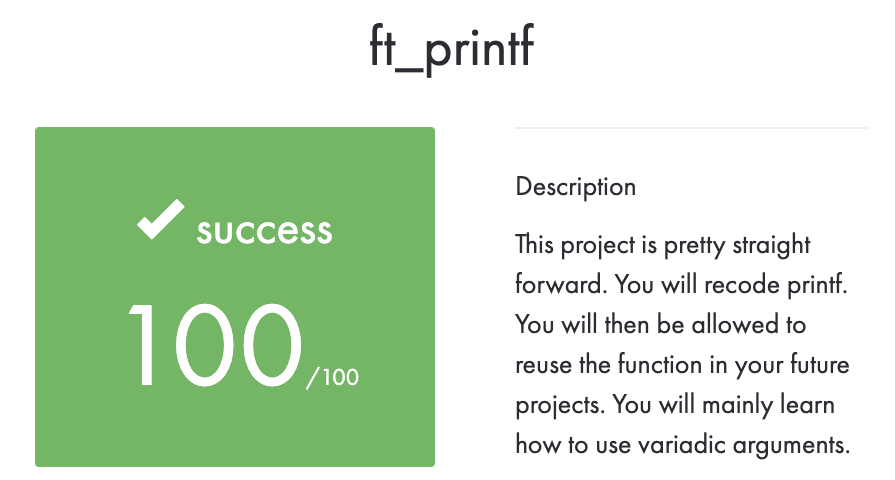 ft_printf
✔ success
100/100
Description
This project is pretty straight
forward. You will recode printf.
You will then be allowed to
reuse the function in your future
projects. You will mainly learn
how to use variadic arguments.